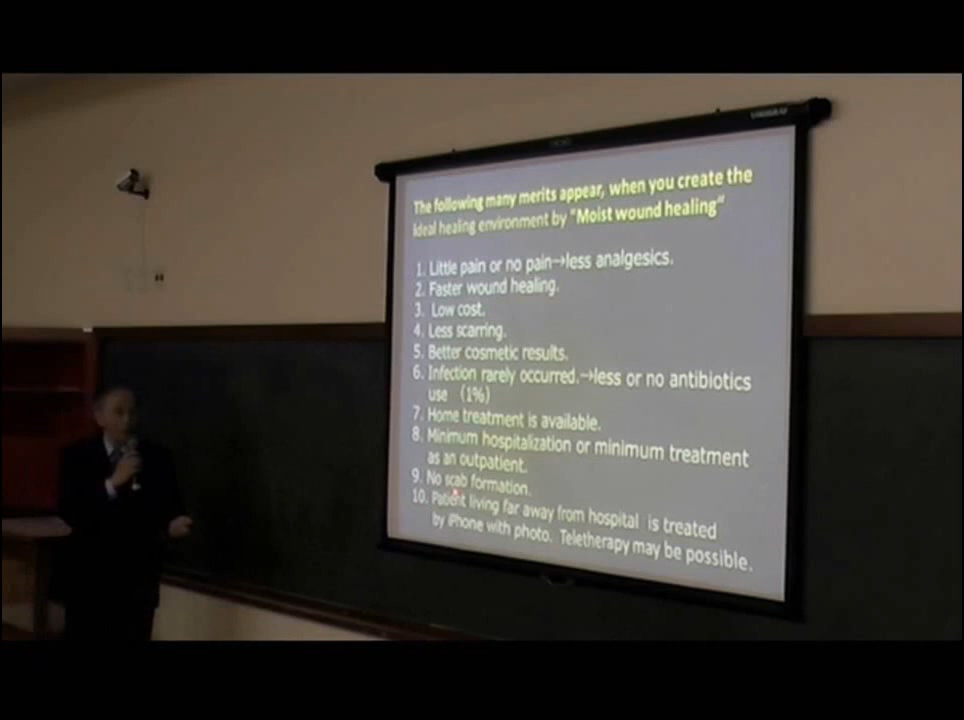 The following many merits appear, when you create the
Ideal healing environment by "Moist wound healing"
1. Little pain or no pain→less analgesics.
2. Faster wound healing.
3. Low cost.
4. Less scarring.
5. Better cosmetic results.
6. Infection rarely occurred.→less or no antibiotics
use (1%)
7. Home treatment is available.
8. Minimum hospitalization or minimum treatment
as an outpatient.
9. No scab formation.
10. Patient living far away from hospital is treated
by iPhone with photo. Teletherapy may be possible.